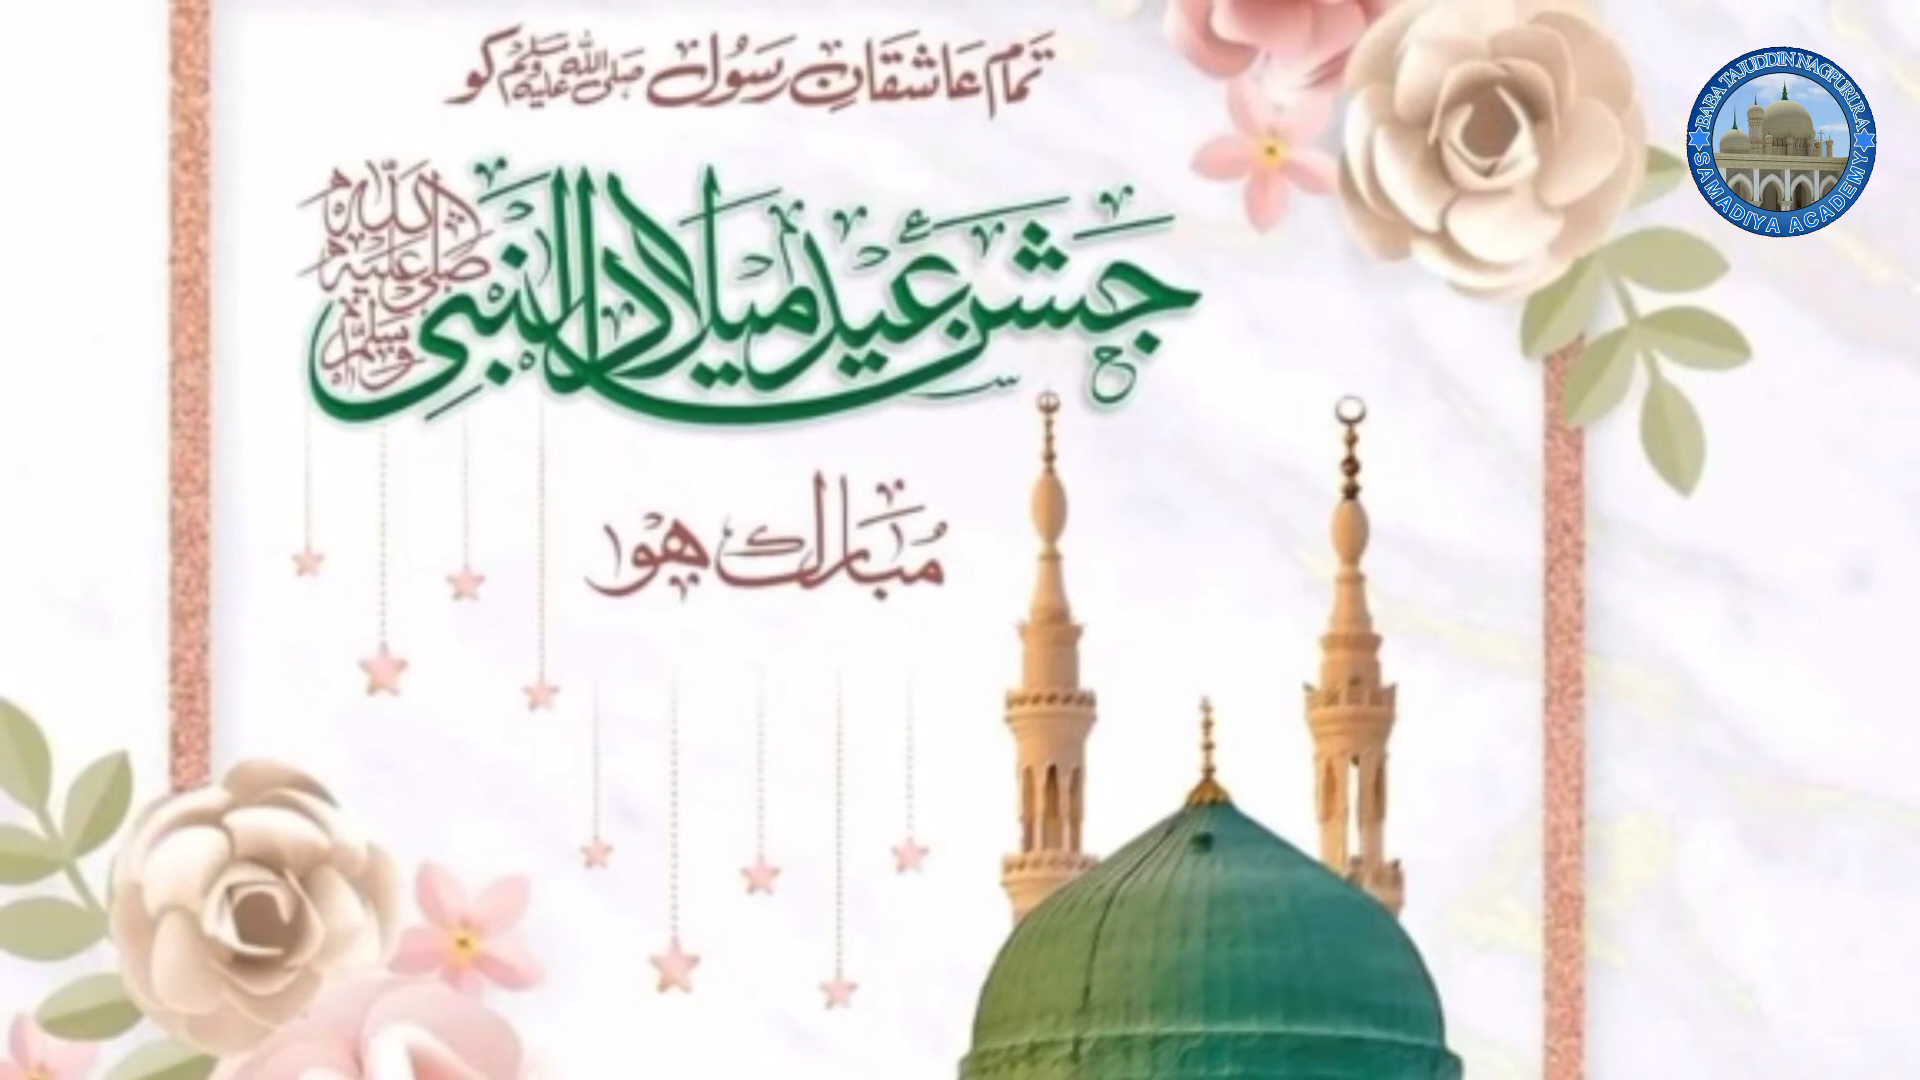 تمام عاشقانِ رسول صلی اللہ علیہ وسلم کو
جشن عید میلاد النبی صلی اللہ علیہ وسلم
مبارک ہو
BABA TAJUDDIN NAGPURI R.A
SAMADIYA ACADEMY